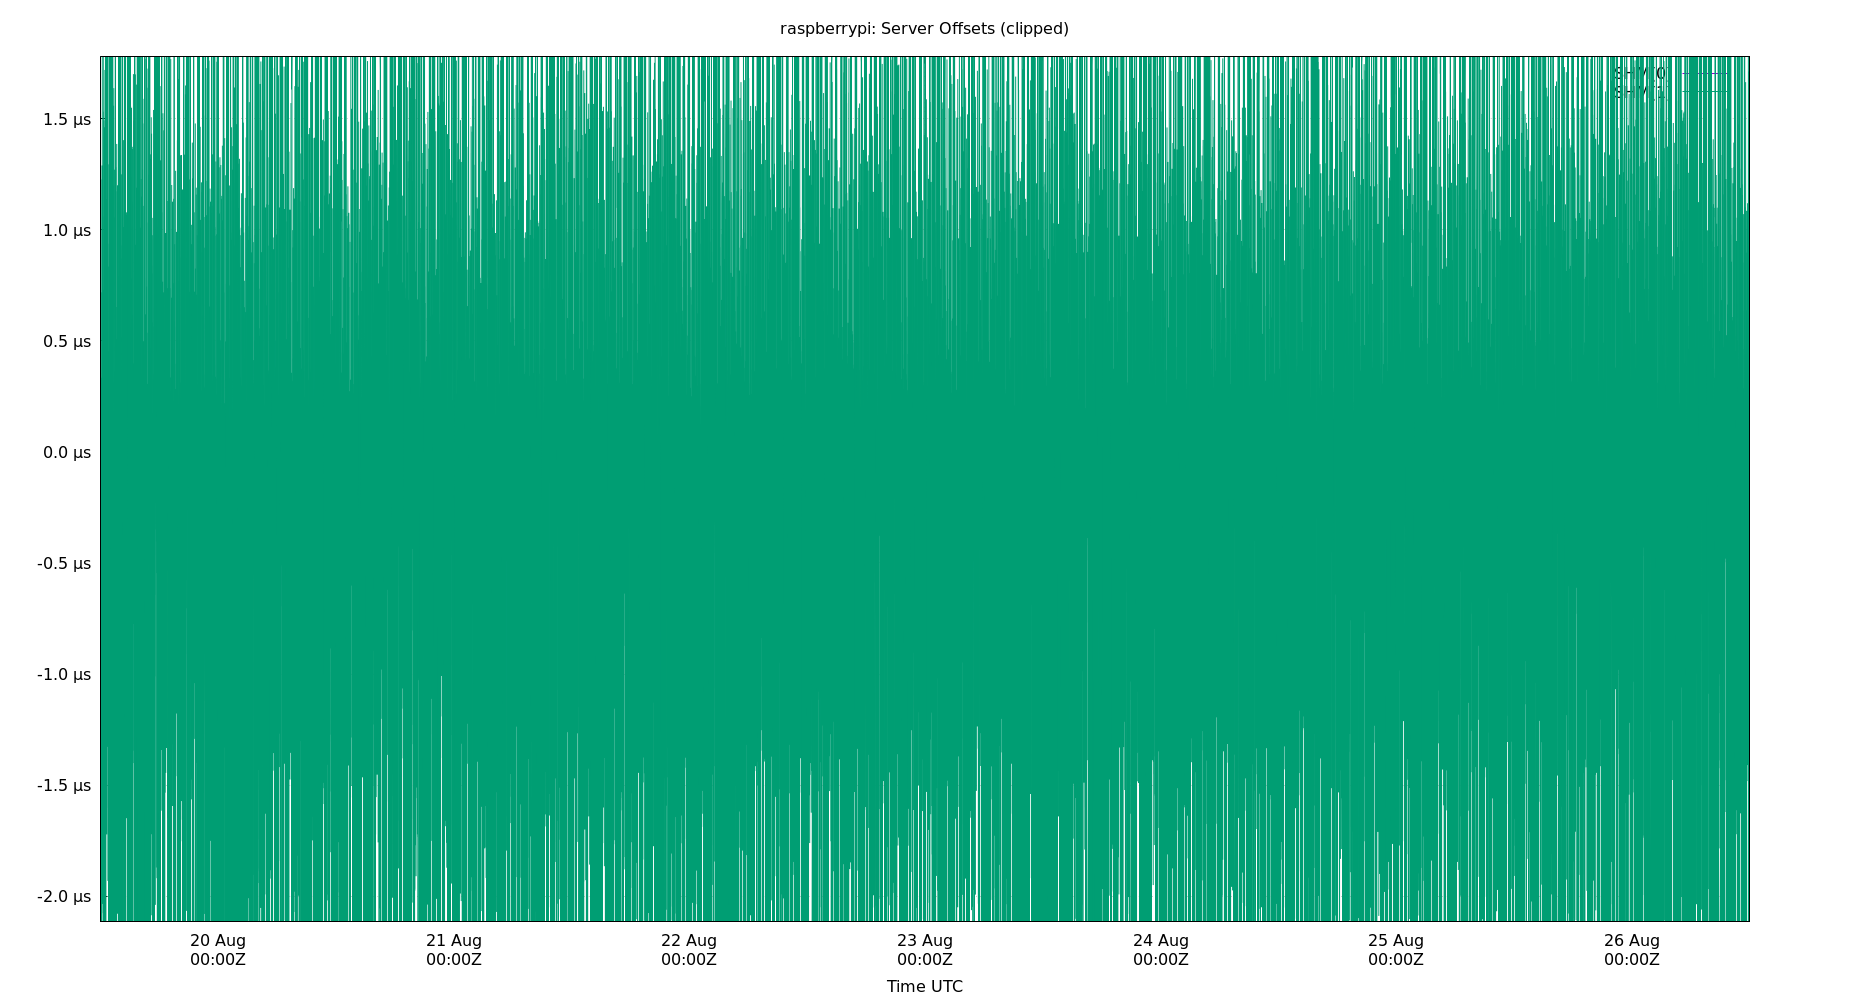 raspberrypi: Server Offsets (clipped)
1.5 µs
1.0 µs
0.5 µs
0.0 µs
-0.5 µs
-1.0 µs
-1.5 µs
-2.0 µs
20 Aug 21 Aug 22 Aug 23 Aug 24 Aug 25 Aug 26 Aug
00:00Z 00:00Z 00:00Z 00:00Z 00:00Z 00:00Z 00:00Z
Time UTC